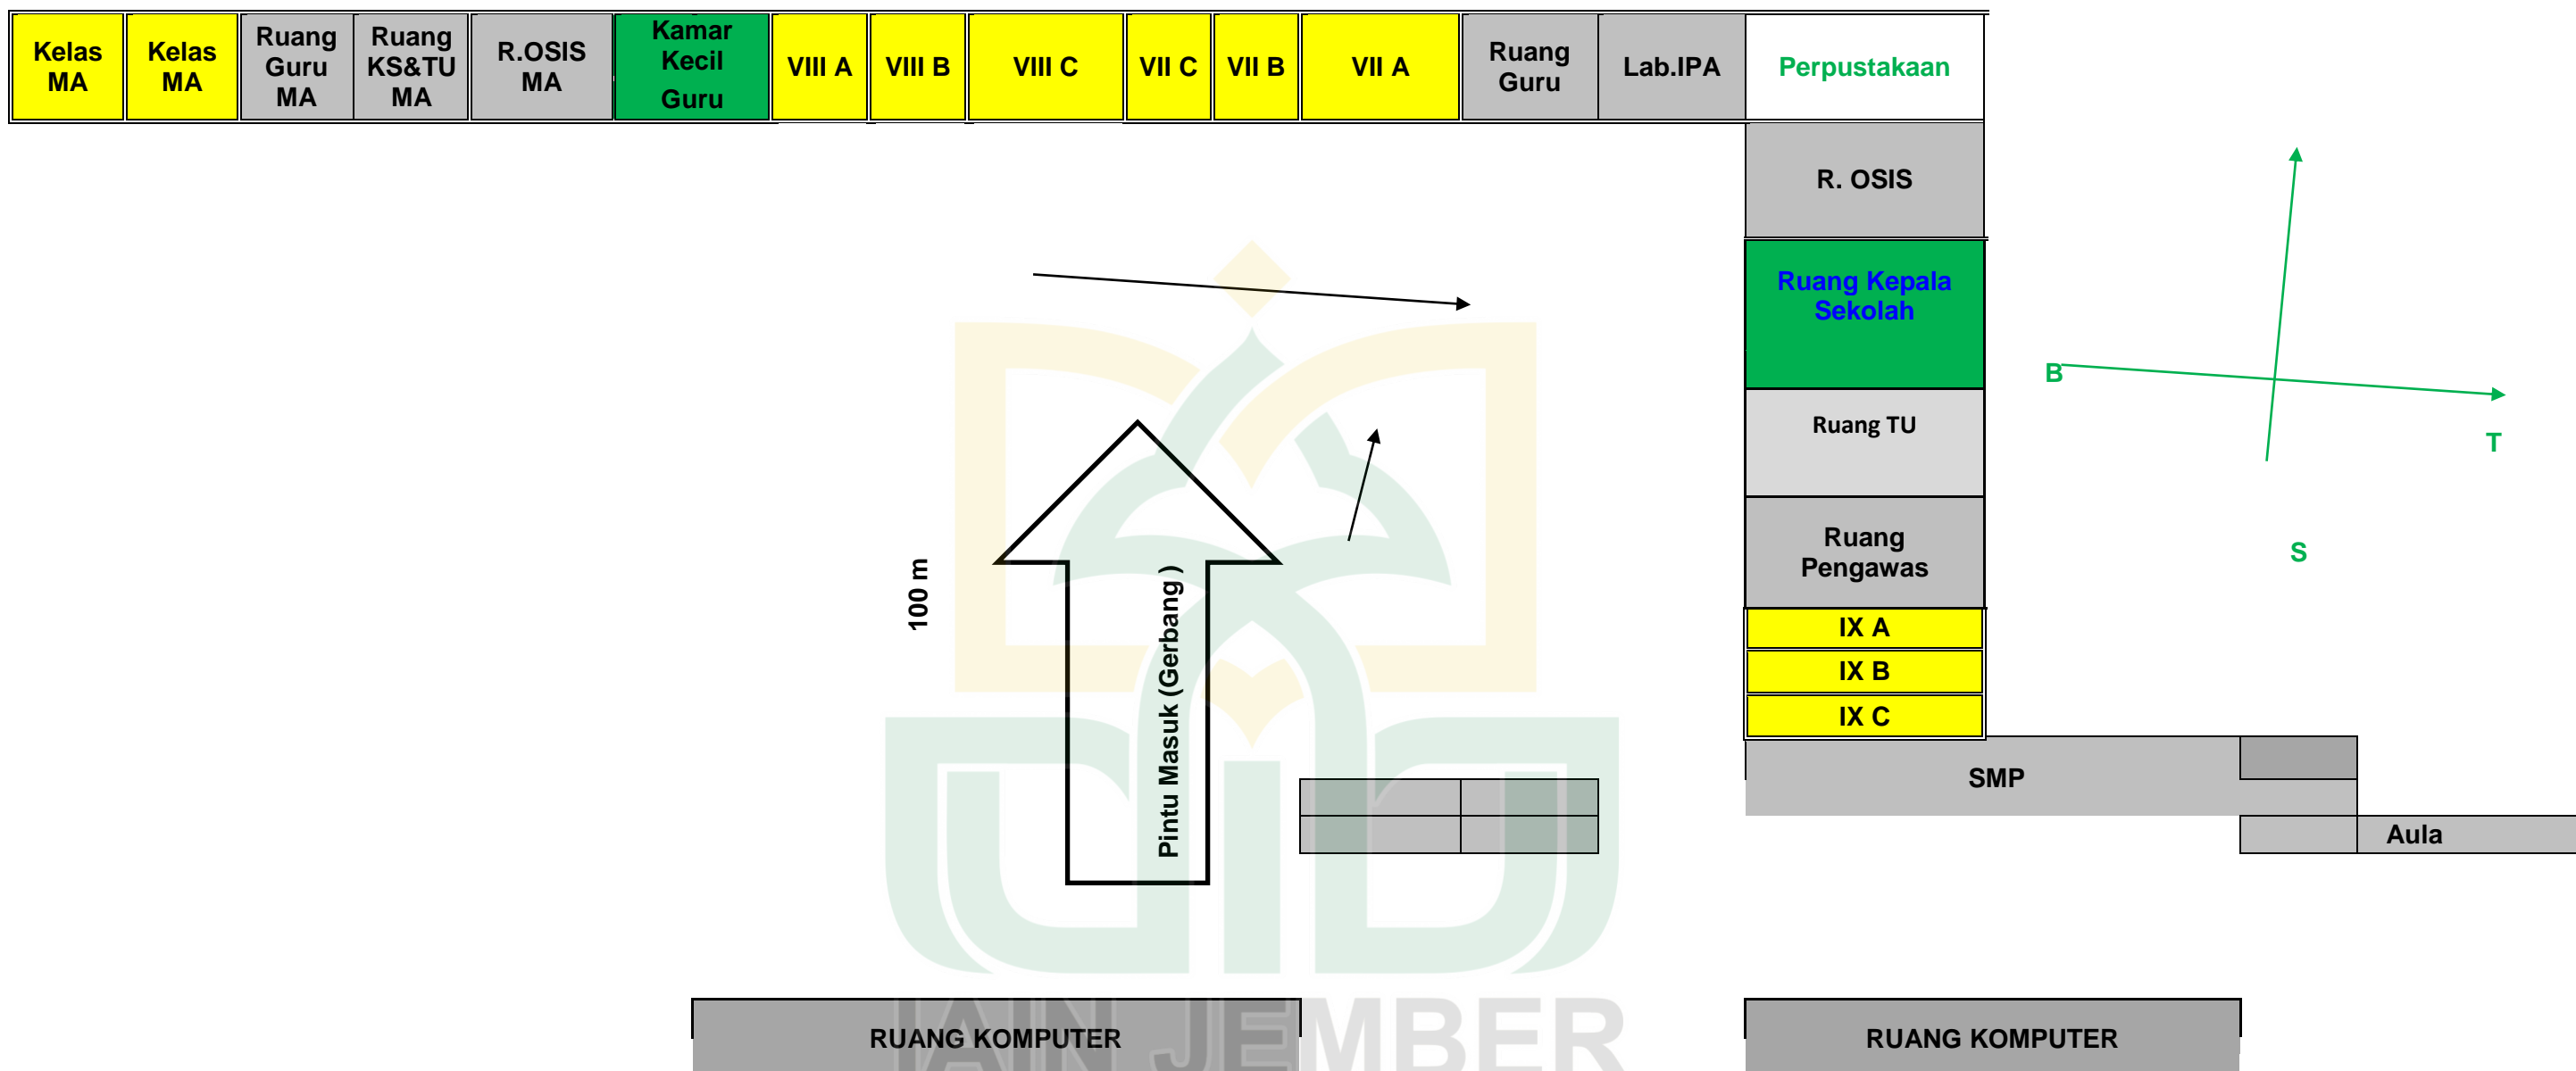 Kelas
MA
Kelas
MA
Ruang
Guru
MA
Ruang
KS&TU
MA
R.OSIS
MA
Kamar
Kecil
Guru
VIII A
VIII B
VIII C
VII C
VII B
VII A
Ruang
Guru
Lab.IPA
Perpustakaan
R. OSIS
Ruang Kepala
Sekolah
B
Ruang TU
T
Ruang
Pengawas
S
100 m
Pintu Masuk (Gerbang )
IX A
IX B
IX C
SMP
Aula
RUANG KOMPUTER
RUANG KOMPUTER
IAIN JEMBER